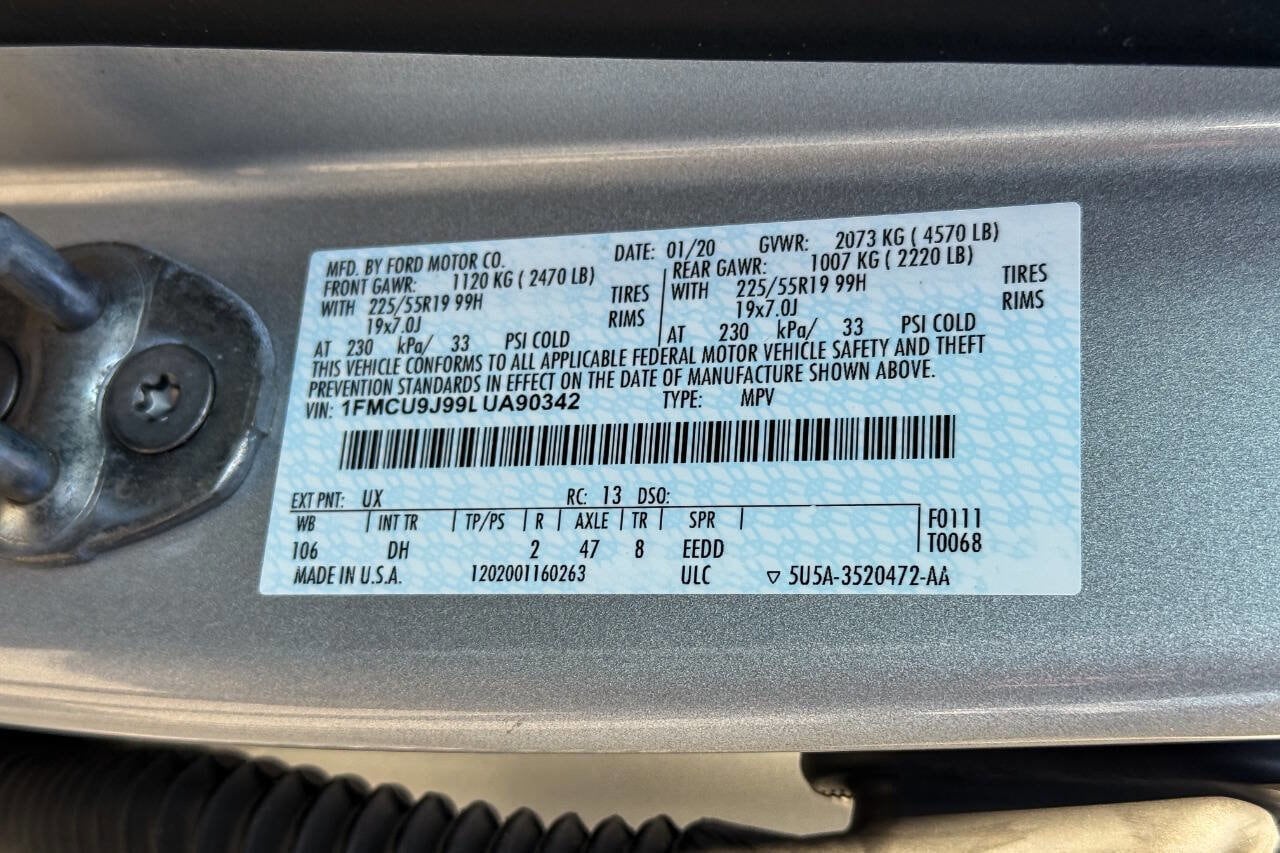 MFD. BY FORD MOTOR CO. DATE: 01/20 GVWR: 2073 KG ( 4570 LB)
FRONT GAWR: 1120 KG ( 2470 LB) REAR GAWR: 1007 KG ( 2220 LB)
WITH 225/55R19 99H TIRES WITH 225/55R19 99H TIRES
19x7.0J RIMS 19x7.0J RIMS
AT 230 kPa/ 33 PSI COLD AT 230 kPa/ 33 PSI COLD
THIS VEHICLE CONFORMS TO ALL APPLICABLE FEDERAL MOTOR VEHICLE SAFETY AND THEFT
PREVENTION STANDARDS IN EFFECT ON THE DATE OF MANUFACTURE SHOWN ABOVE.
VIN: 1FMCU9J99LUA90342 TYPE: MPV
EXT PNT: UX RC: 13 DSO:
WB INT TR TP/PS R AXLE TR SPR F0111
106 DH 2 47 8 EEDD T0068
MADE IN U.S.A. 1202001160263 ULC ▽ 5U5A-3520472-AA